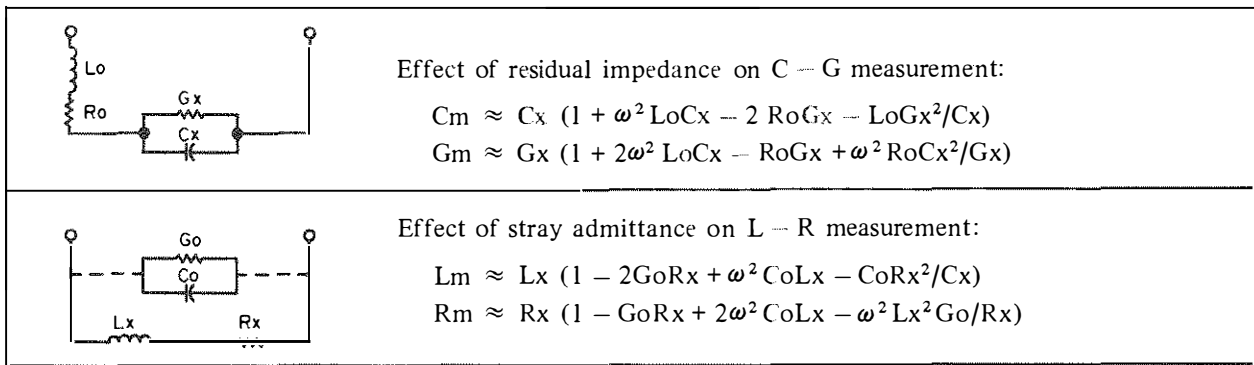 Lo
Ro
Gx
Cx
Effect of residual impedance on C – G measurement:
Cm ≈ Cx (1 + ω² LoCx – 2 RoGx – LoGx²/Cx)
Gm ≈ Gx (1 + 2ω² LoCx – RoGx + ω² RoCx²/Gx)
Go
Co
Lx
Rx
Effect of stray admittance on L – R measurement:
Lm ≈ Lx (1 – 2GoRx + ω² CoLx – CoRx²/Cx)
Rm ≈ Rx (1 – GoRx + 2ω² CoLx – ω² Lx² Go/Rx)